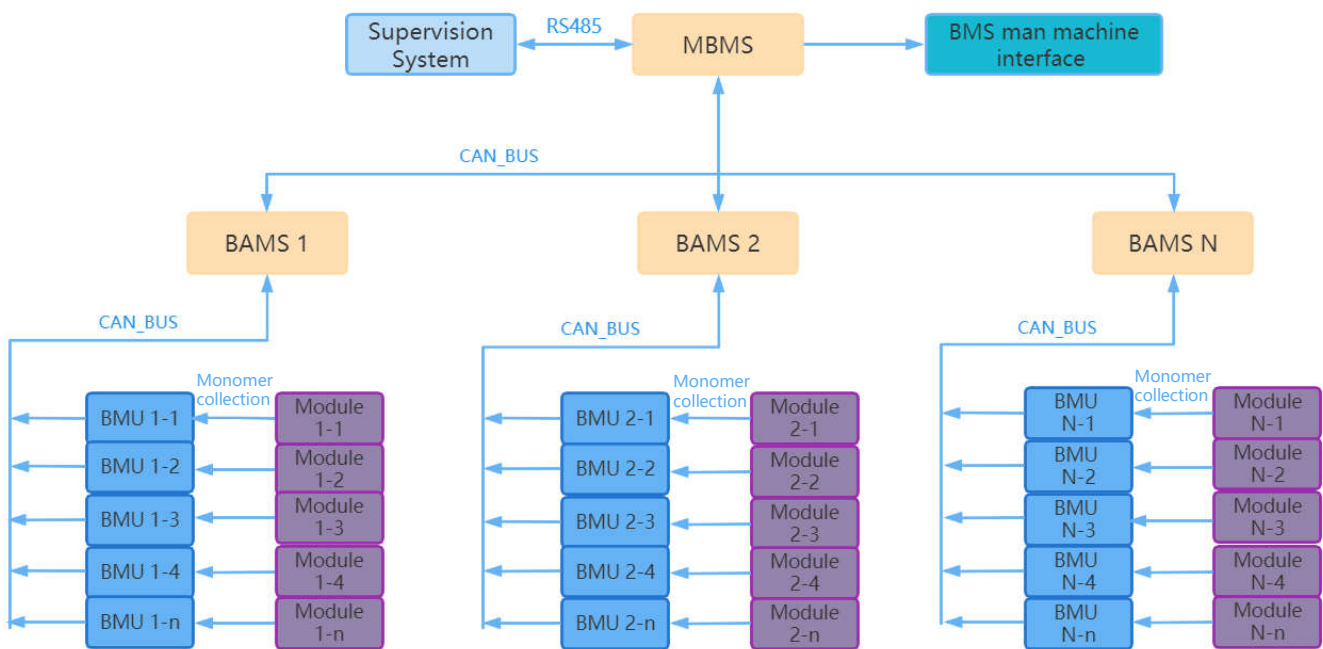 Supervision
System
RS485
MBMS
BMS man machine
interface
CAN_BUS
BAMS 1
BAMS 2
BAMS N
CAN_BUS
CAN_BUS
CAN_BUS
Monomer
collection
BMU 1-1
Module
1-1
BMU 1-2
Module
1-2
BMU 1-3
Module
1-3
BMU 1-4
Module
1-4
BMU 1-n
Module
1-n
Monomer
collection
BMU 2-1
Module
2-1
BMU 2-2
Module
2-2
BMU 2-3
Module
2-3
BMU 2-4
Module
2-4
BMU 2-n
Module
2-n
Monomer
collection
BMU
N-1
Module
N-1
BMU
N-2
Module
N-2
BMU
N-3
Module
N-3
BMU
N-4
Module
N-4
BMU
N-n
Module
N-n